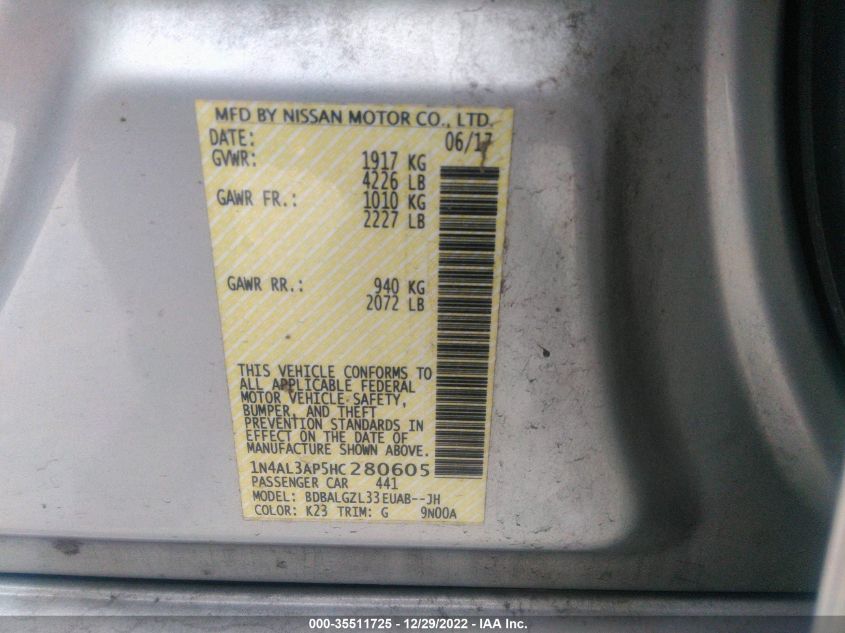 MFD BY NISSAN MOTOR CO., LTD.
DATE: 06/17
GVWR: 1917 KG
4226 LB
GAWR FR.: 1010 KG
2227 LB
GAWR RR.: 940 KG
2072 LB
THIS VEHICLE CONFORMS TO
ALL APPLICABLE FEDERAL
MOTOR VEHICLE SAFETY,
BUMPER, AND THEFT
PREVENTION STANDARDS IN
EFFECT ON THE DATE OF
MANUFACTURE SHOWN ABOVE.
1N4AL3AP5HC280605
PASSENGER CAR 441
MODEL: BDBALGZL33EUAB--JH
COLOR: K23 TRIM: G 9N00A
000-35511725 - 12/29/2022 - IAA Inc.